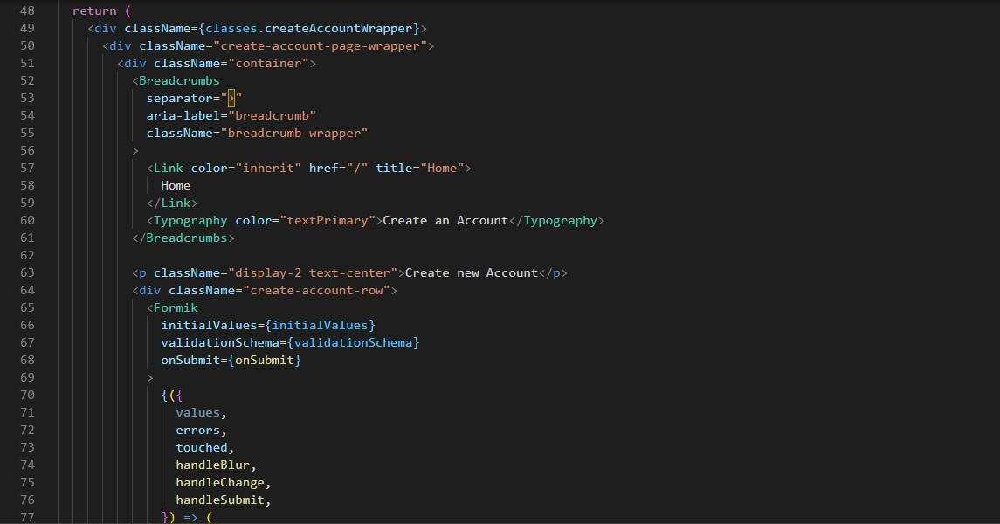 48 return (
49 <div className={classes.createAccountWrapper}>
50 <div className="create-account-page-wrapper">
51 <div className="container">
52 <Breadcrumbs
53 separator="›"
54 aria-label="breadcrumb"
55 className="breadcrumb-wrapper"
56 >
57 <Link color="inherit" href="/" title="Home">
58 Home
59 </Link>
60 <Typography color="textPrimary">Create an Account</Typography>
61 </Breadcrumbs>
62
63 <p className="display-2 text-center">Create new Account</p>
64 <div className="create-account-row">
65 <Formik
66 initialValues={initialValues}
67 validationSchema={validationSchema}
68 onSubmit={onSubmit}
69 >
70 {({
71 values,
72 errors,
73 touched,
74 handleBlur,
75 handleChange,
76 handleSubmit,
77 }) => (